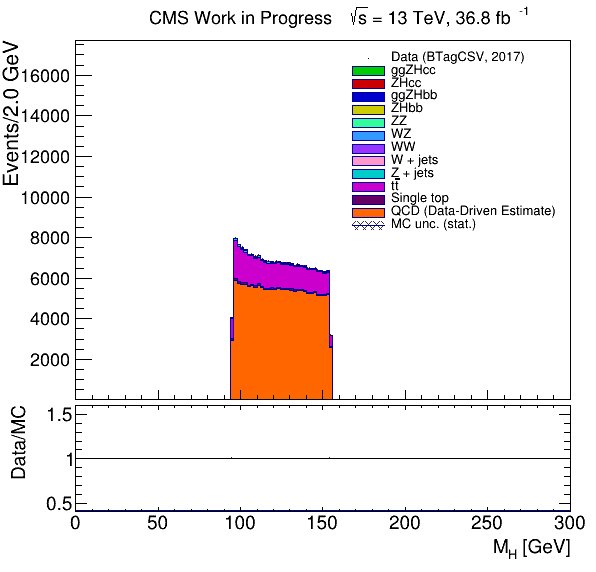 CMS Work in Progress √s = 13 TeV, 36.8 fb⁻¹
Events/2.0 GeV
16000
14000
12000
10000
8000
6000
4000
2000
Data (BTagCSV, 2017)
ggZHcc
ZHcc
ggZHbb
ZHbb
ZZ
WZ
WW
W + jets
Z + jets
tt̅
Single top
QCD (Data-Driven Estimate)
MC unc. (stat.)
Data/MC
1.5
1
0.5
0 50 100 150 200 250 300
M_H [GeV]